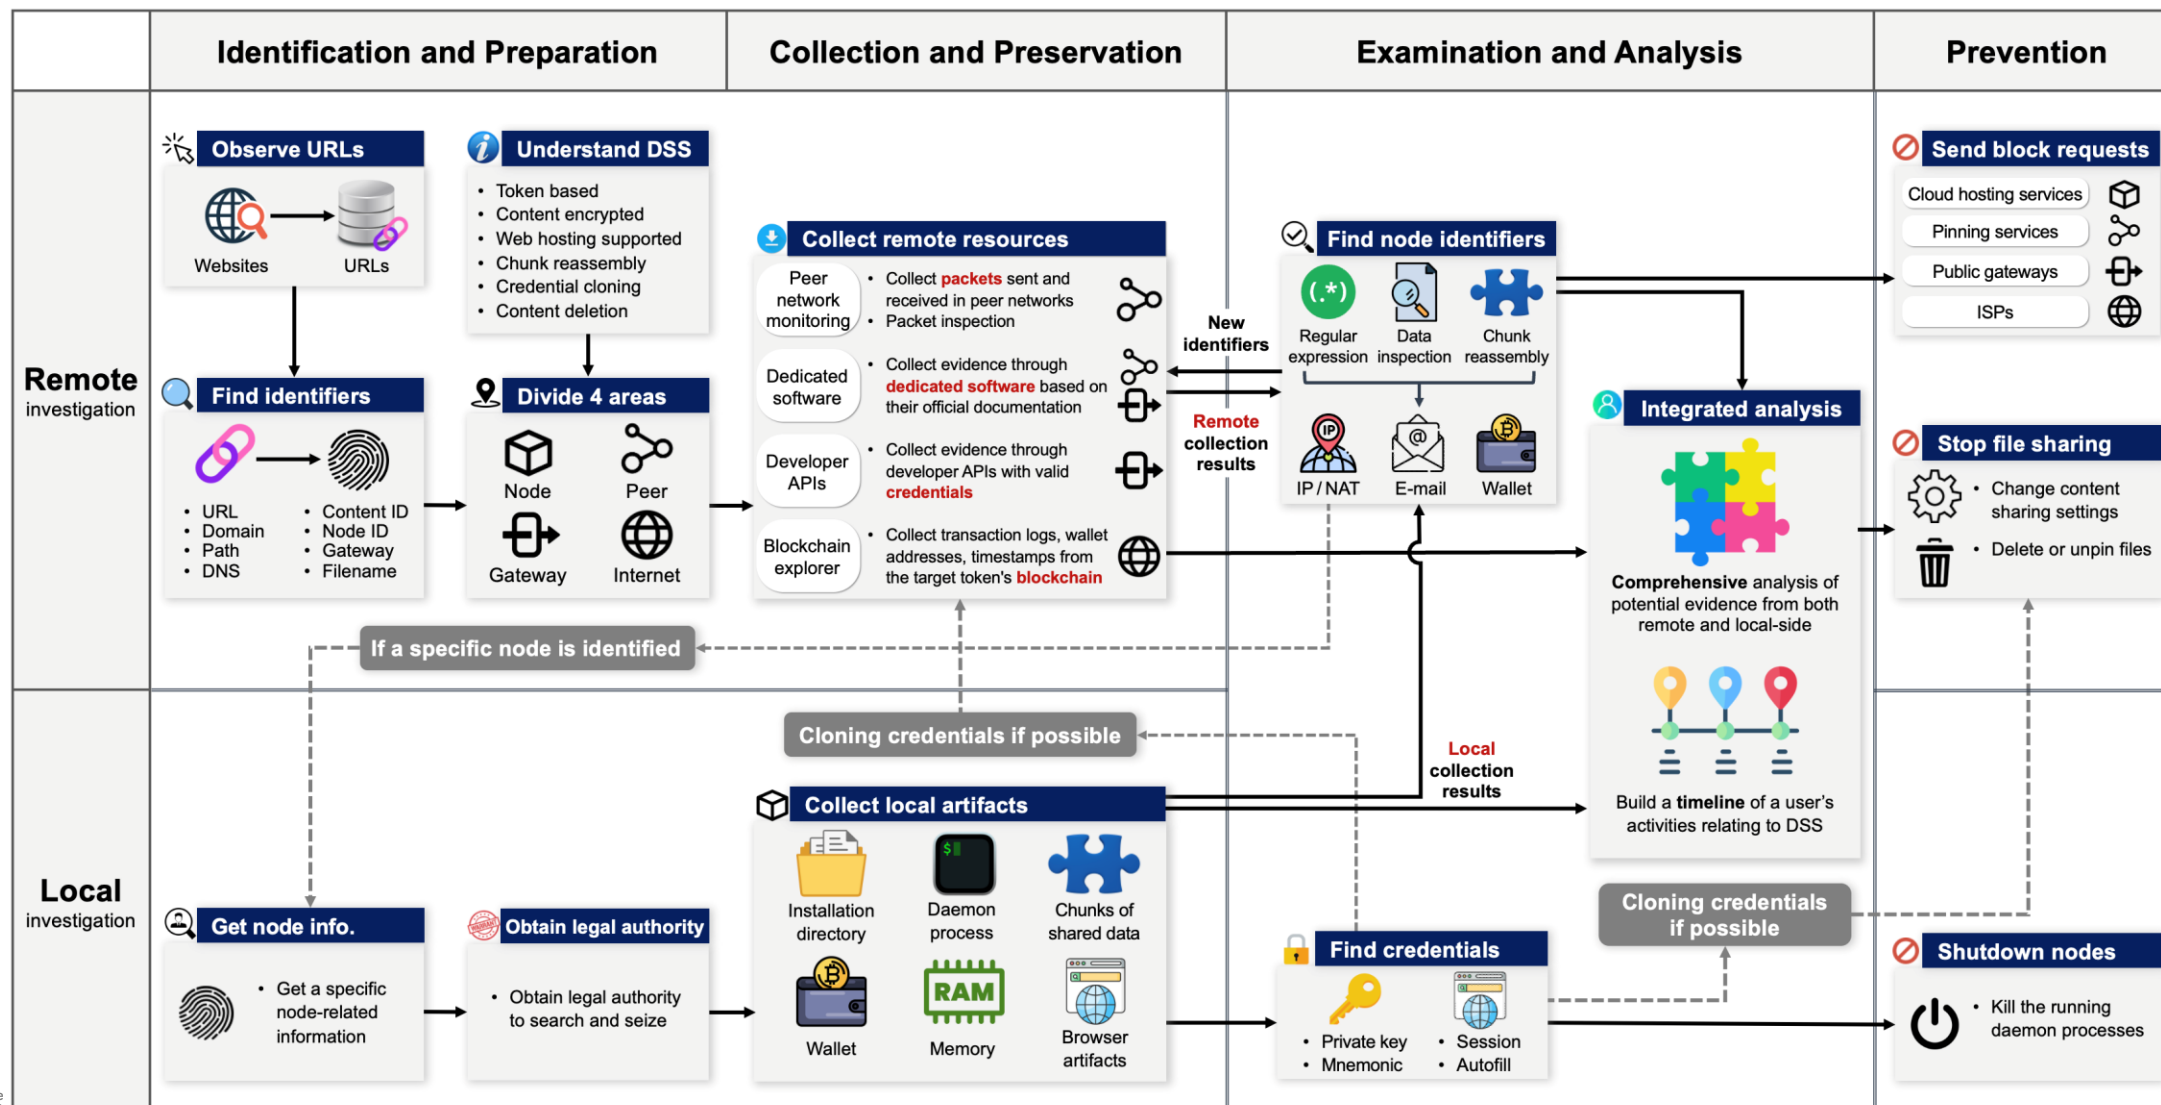 Identification and Preparation
Collection and Preservation
Examination and Analysis
Prevention
Remote
investigation
Observe URLs
Websites
URLs
Understand DSS
• Token based
• Content encrypted
• Web hosting supported
• Chunk reassembly
• Credential cloning
• Content deletion
Find identifiers
• URL
• Domain
• Path
• DNS
• Content ID
• Node ID
• Gateway
• Filename
Divide 4 areas
Node
Peer
Gateway
Internet
Collect remote resources
Peer
network
monitoring
• Collect packets sent and
received in peer networks
• Packet inspection
Dedicated
software
• Collect evidence through
dedicated software based on
their official documentation
Developer
APIs
• Collect evidence through
developer APIs with valid
credentials
Blockchain
explorer
• Collect transaction logs, wallet
addresses, timestamps from
the target token's blockchain
New
identifiers
Remote
collection
results
Find node identifiers
(.*)
Regular
expression
Data
inspection
Chunk
reassembly
IP
@
IP / NAT
E-mail
Wallet
Integrated analysis
Comprehensive analysis of
potential evidence from both
remote and local-side
Build a timeline of a user's
activities relating to DSS
Send block requests
Cloud hosting services
Pinning services
Public gateways
ISPs
Stop file sharing
• Change content
sharing settings
• Delete or unpin files
If a specific node is identified
Cloning credentials if possible
Local
collection
results
Local
investigation
Get node info.
• Get a specific
node-related
information
Obtain legal authority
• Obtain legal authority
to search and seize
Collect local artifacts
$
Installation
directory
Daemon
process
Chunks of
shared data
RAM
Wallet
Memory
Browser
artifacts
Find credentials
• Private key
• Mnemonic
• Session
• Autofill
Cloning credentials
if possible
Shutdown nodes
• Kill the running
daemon processes